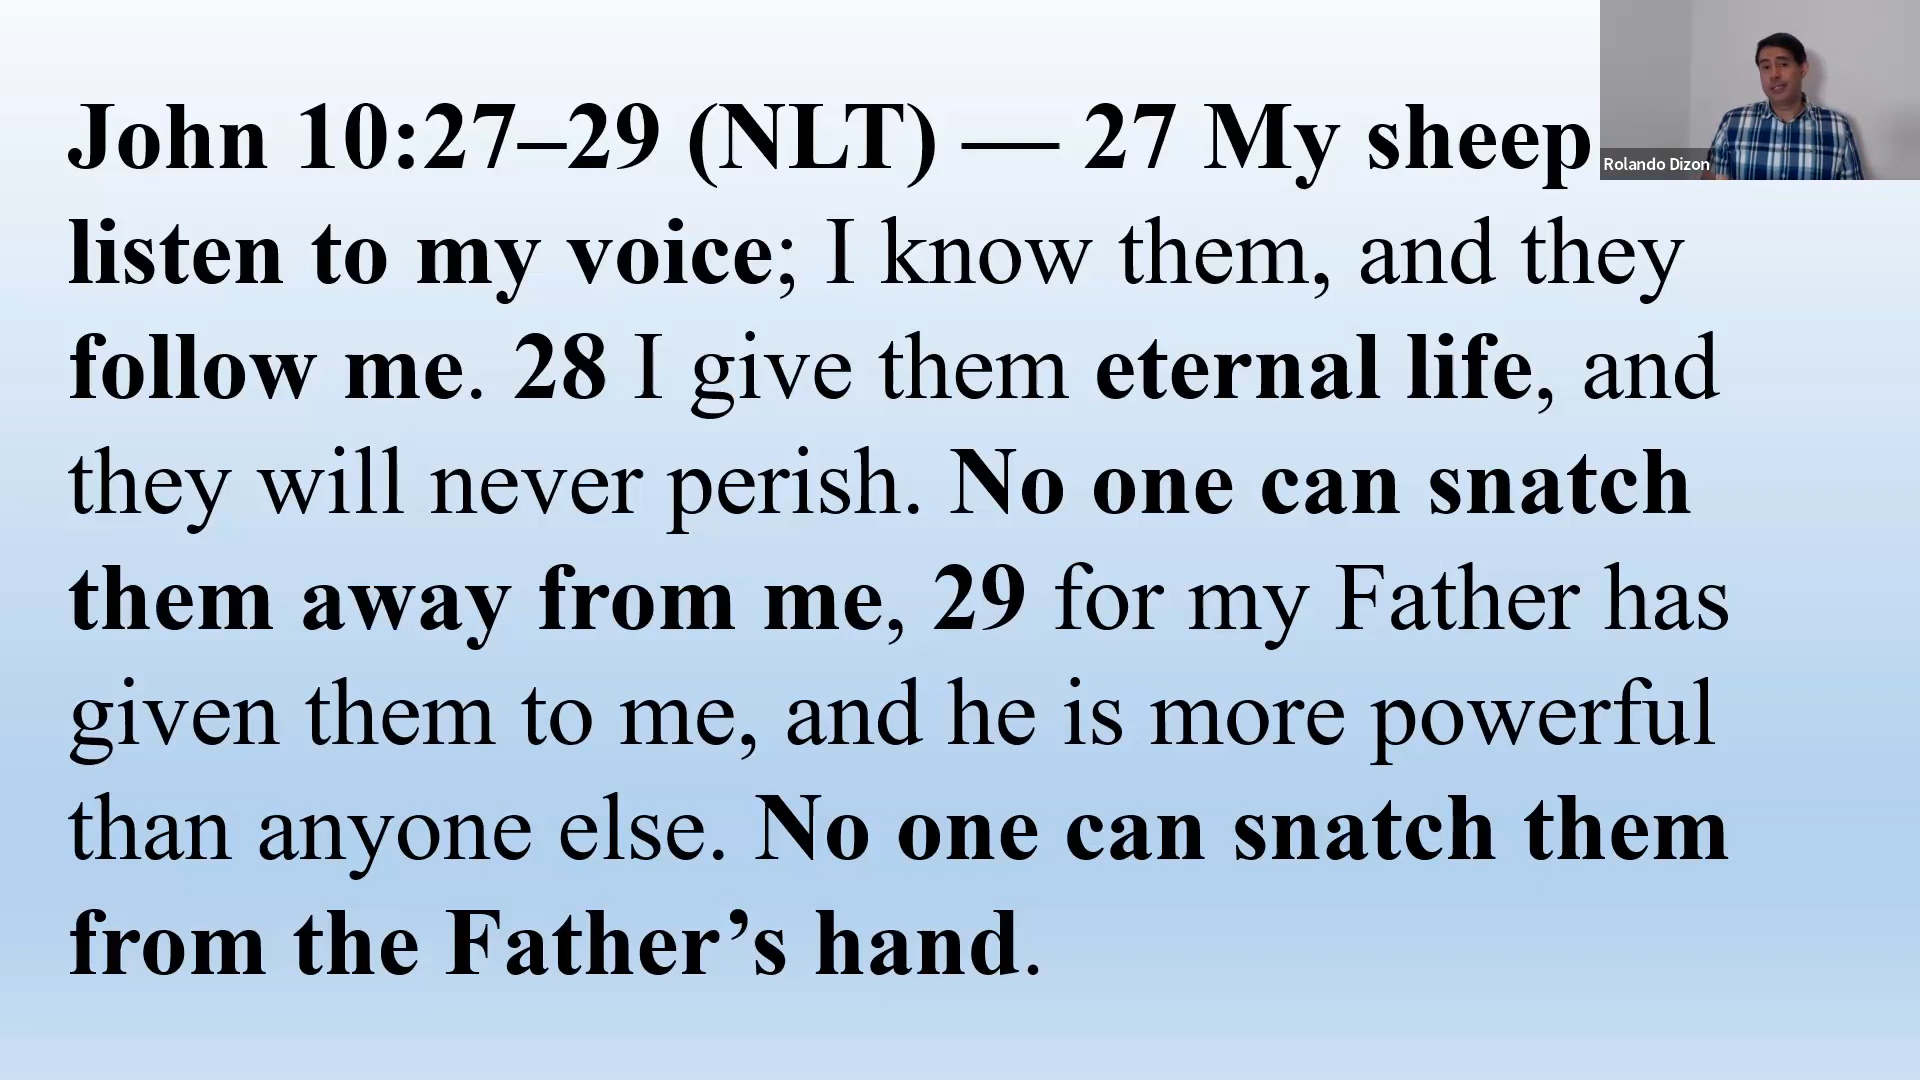 John 10:27–29 (NLT) — 27 My sheep
listen to my voice; I know them, and they
follow me. 28 I give them eternal life, and
they will never perish. No one can snatch
them away from me, 29 for my Father has
given them to me, and he is more powerful
than anyone else. No one can snatch them
from the Father’s hand.
Rolando Dizon